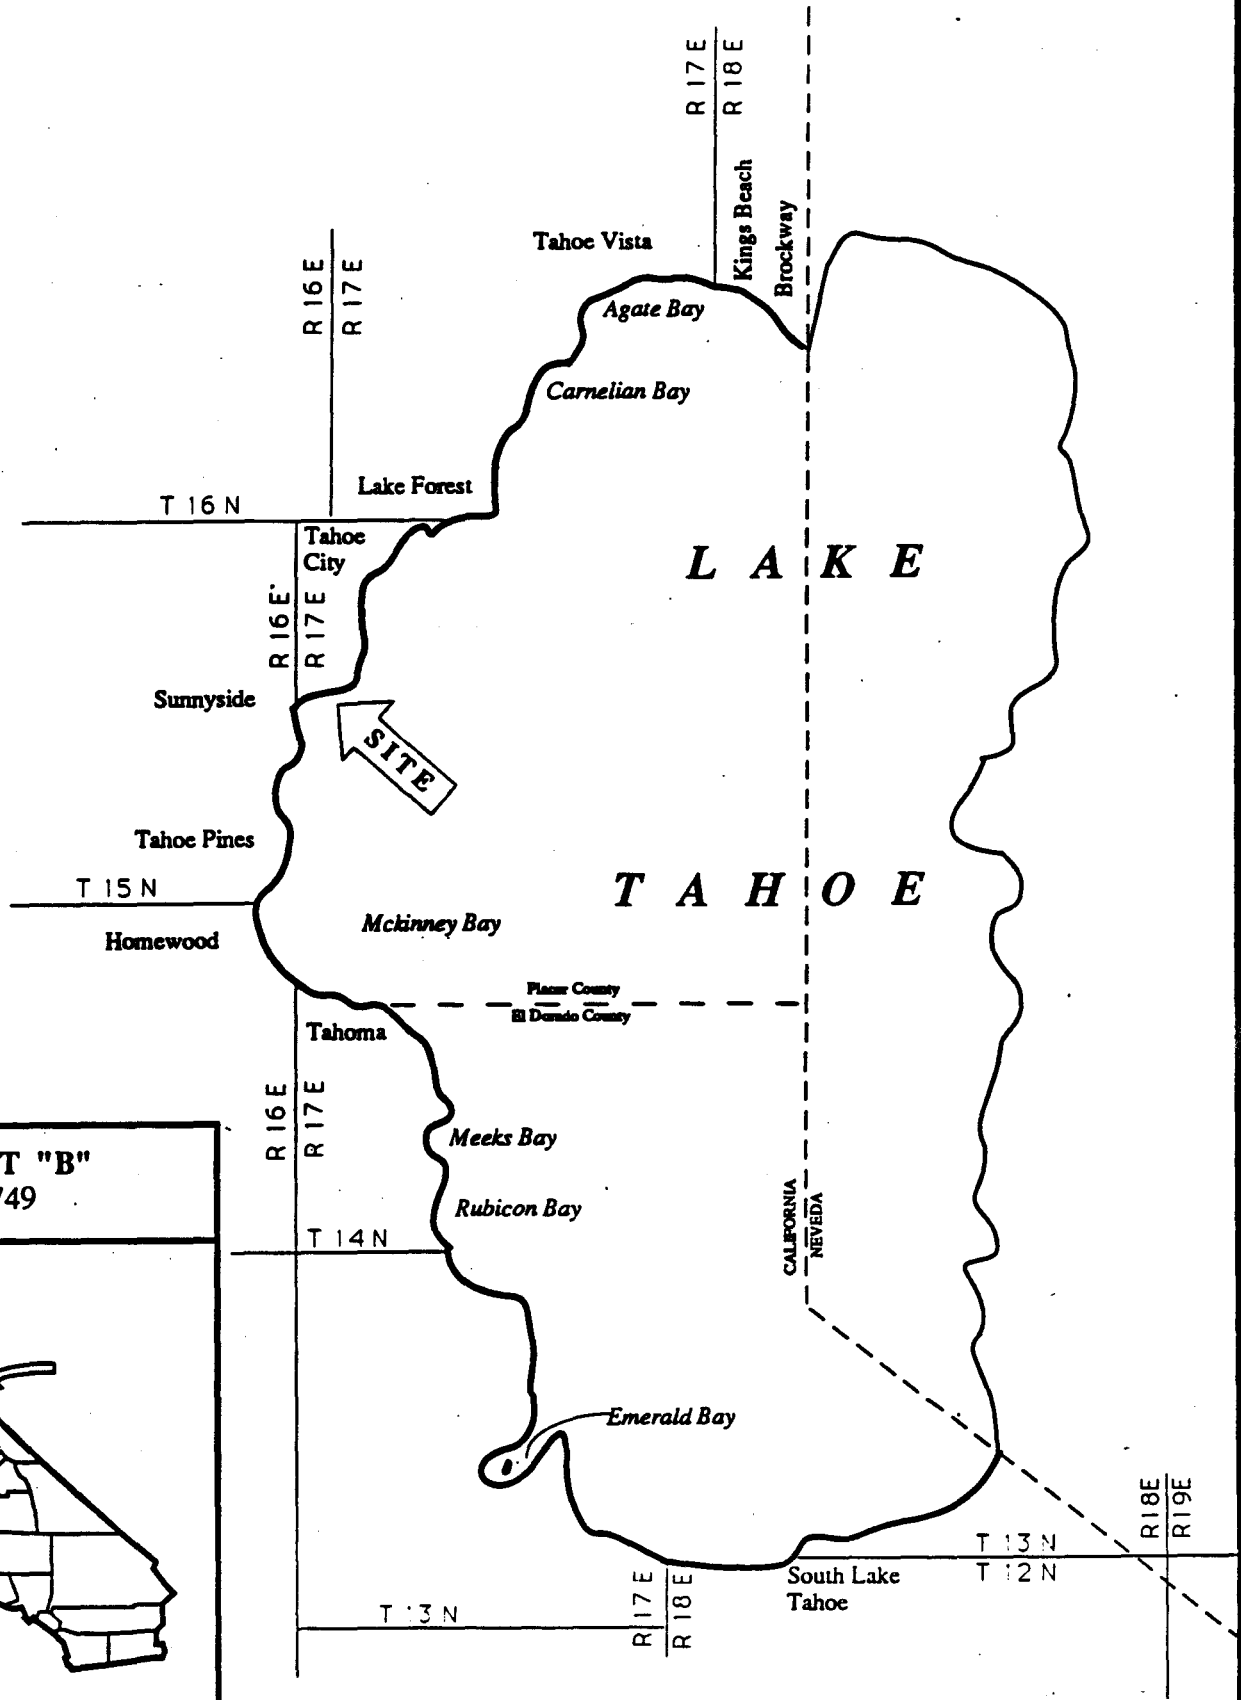 R 17 E
R 18 E
Kings Beach
Brockway
Tahoe Vista
R 16 E
R 17 E
Agate Bay
Carnelian Bay
Lake Forest
T 16 N
Tahoe
City
L A K E
R 16 E
R 17 E
Sunnyside
SITE
Tahoe Pines
T 15 N
T A H O E
Mckinney Bay
Homewood
Placer County
El Dorado County
Tahoma
R 16 E
R 17 E
Meeks Bay
T "B"
749
Rubicon Bay
CALIFORNIA
NEVEDA
T 14 N
Emerald Bay
R 18 E
R 19 E
T 13 N
T 12 N
South Lake
Tahoe
R 17 E
R 18 E
T 13 N